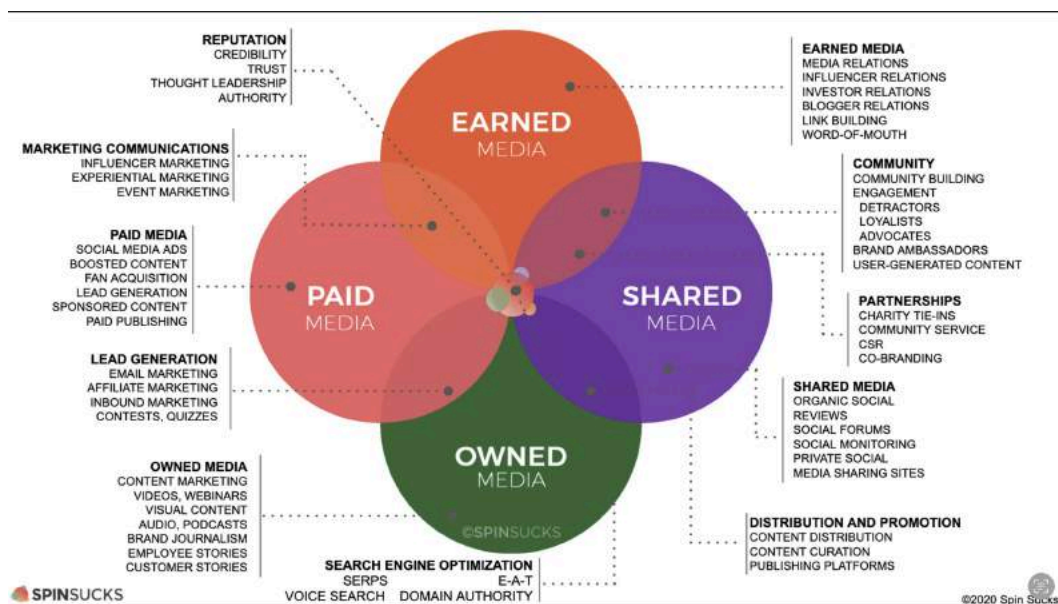 REPUTATION
CREDIBILITY
TRUST
THOUGHT LEADERSHIP
AUTHORITY
MARKETING COMMUNICATIONS
INFLUENCER MARKETING
EXPERIENTIAL MARKETING
EVENT MARKETING
PAID MEDIA
SOCIAL MEDIA ADS
BOOSTED CONTENT
FAN ACQUISITION
LEAD GENERATION
SPONSORED CONTENT
PAID PUBLISHING
LEAD GENERATION
EMAIL MARKETING
AFFILIATE MARKETING
INBOUND MARKETING
CONTESTS, QUIZZES
OWNED MEDIA
CONTENT MARKETING
VIDEOS, WEBINARS
VISUAL CONTENT
AUDIO, PODCASTS
BRAND JOURNALISM
EMPLOYEE STORIES
CUSTOMER STORIES
EARNED
MEDIA
PAID
MEDIA
SHARED
MEDIA
OWNED
MEDIA
©SPINSUCKS
SEARCH ENGINE OPTIMIZATION
SERPS E-A-T
VOICE SEARCH DOMAIN AUTHORITY
EARNED MEDIA
MEDIA RELATIONS
INFLUENCER RELATIONS
INVESTOR RELATIONS
BLOGGER RELATIONS
LINK BUILDING
WORD-OF-MOUTH
COMMUNITY
COMMUNITY BUILDING
ENGAGEMENT
DETRACTORS
LOYALISTS
ADVOCATES
BRAND AMBASSADORS
USER-GENERATED CONTENT
PARTNERSHIPS
CHARITY TIE-INS
COMMUNITY SERVICE
CSR
CO-BRANDING
SHARED MEDIA
ORGANIC SOCIAL
REVIEWS
SOCIAL FORUMS
SOCIAL MONITORING
PRIVATE SOCIAL
MEDIA SHARING SITES
DISTRIBUTION AND PROMOTION
CONTENT DISTRIBUTION
CONTENT CURATION
PUBLISHING PLATFORMS
SPINSUCKS
©2020 Spin Sucks